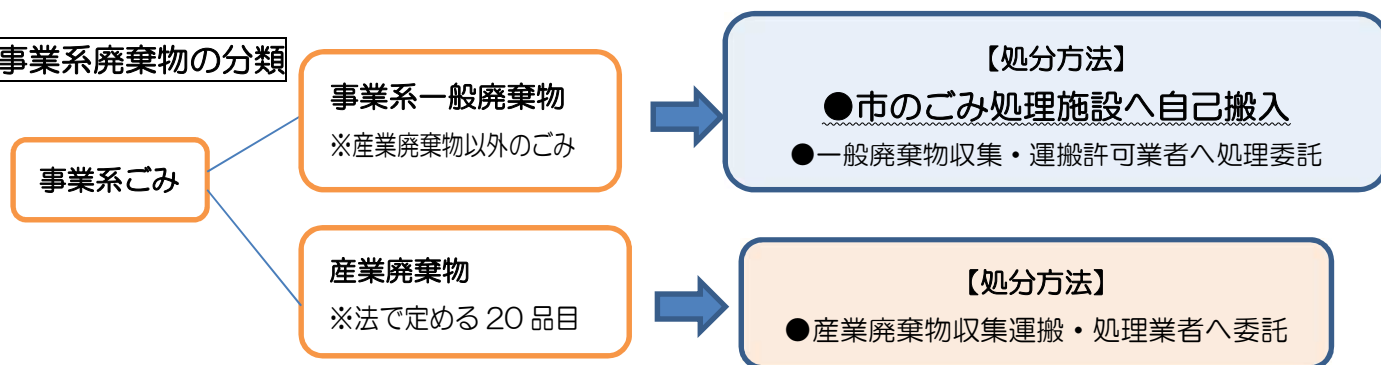 事業系廃棄物の分類
事業系ごみ
事業系一般廃棄物
※産業廃棄物以外のごみ
【処分方法】
●市のごみ処理施設へ自己搬入
●一般廃棄物収集・運搬許可業者へ処理委託
産業廃棄物
※法で定める20品目
【処分方法】
●産業廃棄物収集運搬・処理業者へ委託